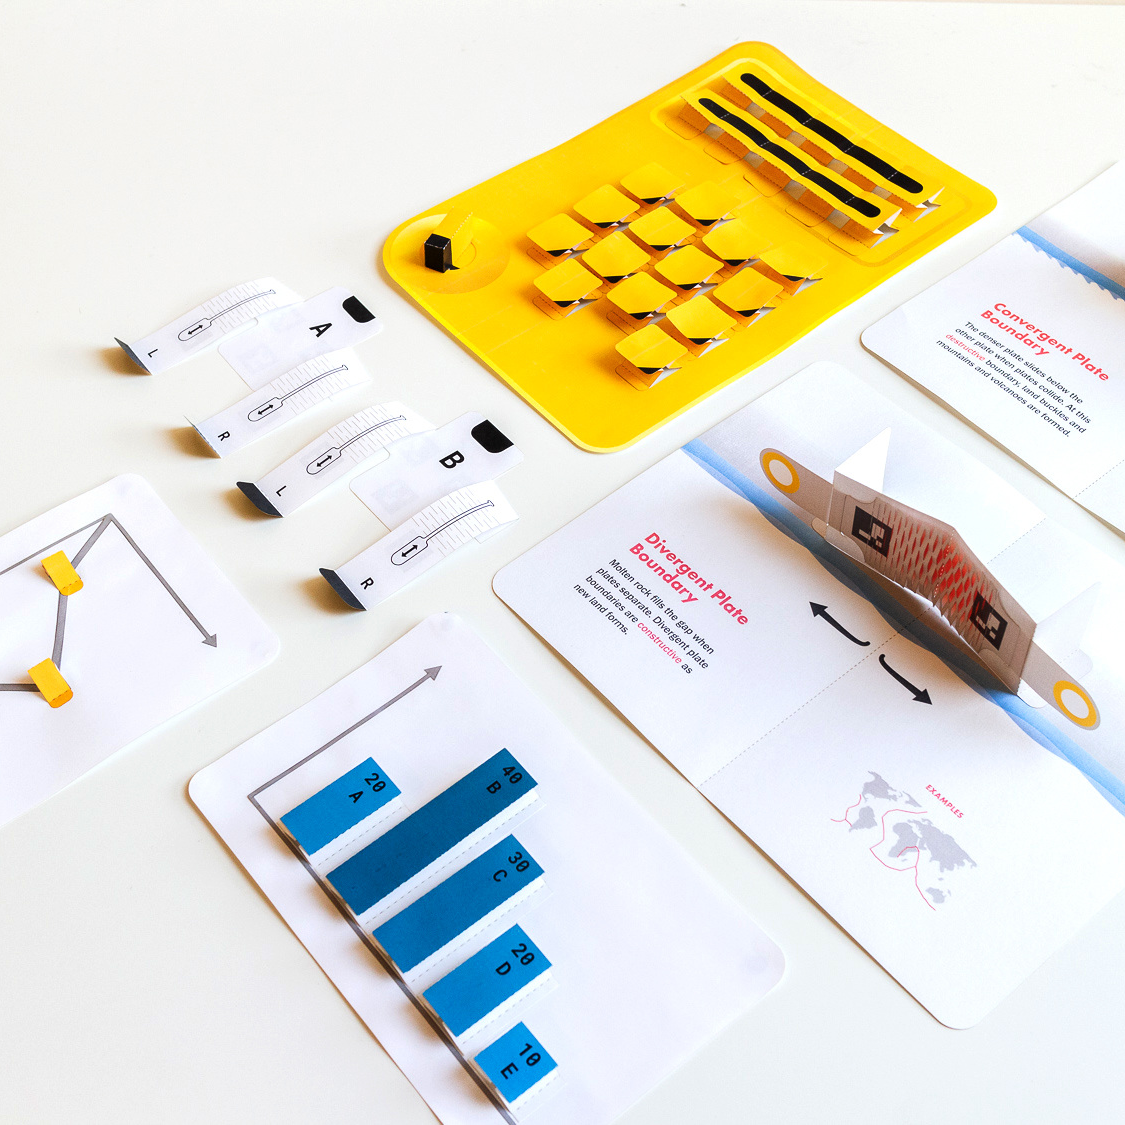 L
A
R
L
B
R
Convergent Plate
Boundary
The denser plate slides below the
other plate when plates collide. At this
destructive boundary, land buckles and
mountains and volcanoes are formed.
Divergent Plate
Boundary
Molten rock fills the gap when
plates separate. Divergent plate
boundaries are constructive as
new land forms.
EXAMPLES
20
A
40
B
30
C
20
D
10
E